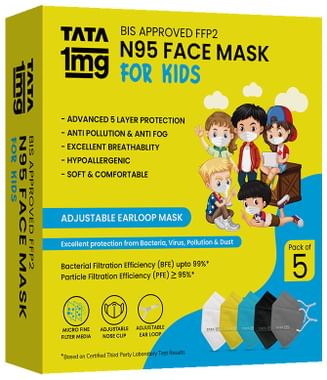 TATA
1mg
BIS APPROVED FFP2
N95 FACE MASK
FOR KIDS
- ADVANCED 5 LAYER PROTECTION
- ANTI POLLUTION & ANTI FOG
- EXCELLENT BREATHABLITY
- HYPOALLERGENIC
- SOFT & COMFORTABLE
ADJUSTABLE EARLOOP MASK
Excellent protection from Bacteria, Virus, Pollution & Dust
Bacterial Filtration Efficiency (BFE) upto 99%*
Particle Filtration Efficiency (PFE) ≥ 95%*
Pack of
5
MICRO FINE
FILTER MEDIA
ADJUSTABLE
NOSE CLIP
ADJUSTABLE
EAR LOOP
*Based on Certified Third Party Laboratory Test Results
TATA
1mg
BIS APPROVED FFP2
N95 FACE MASK
FOR KIDS